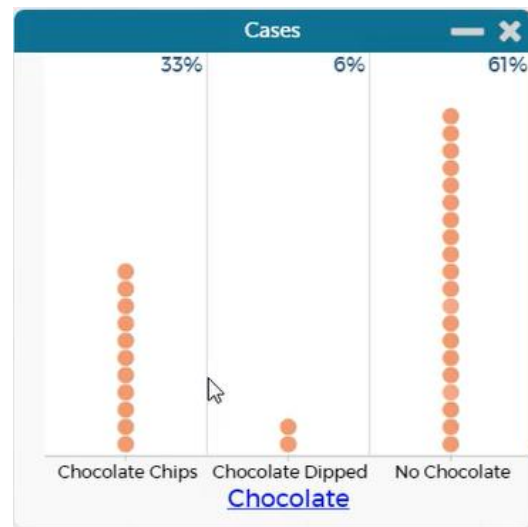 Cases
33% 6% 61%
Chocolate Chips Chocolate Dipped No Chocolate
Chocolate